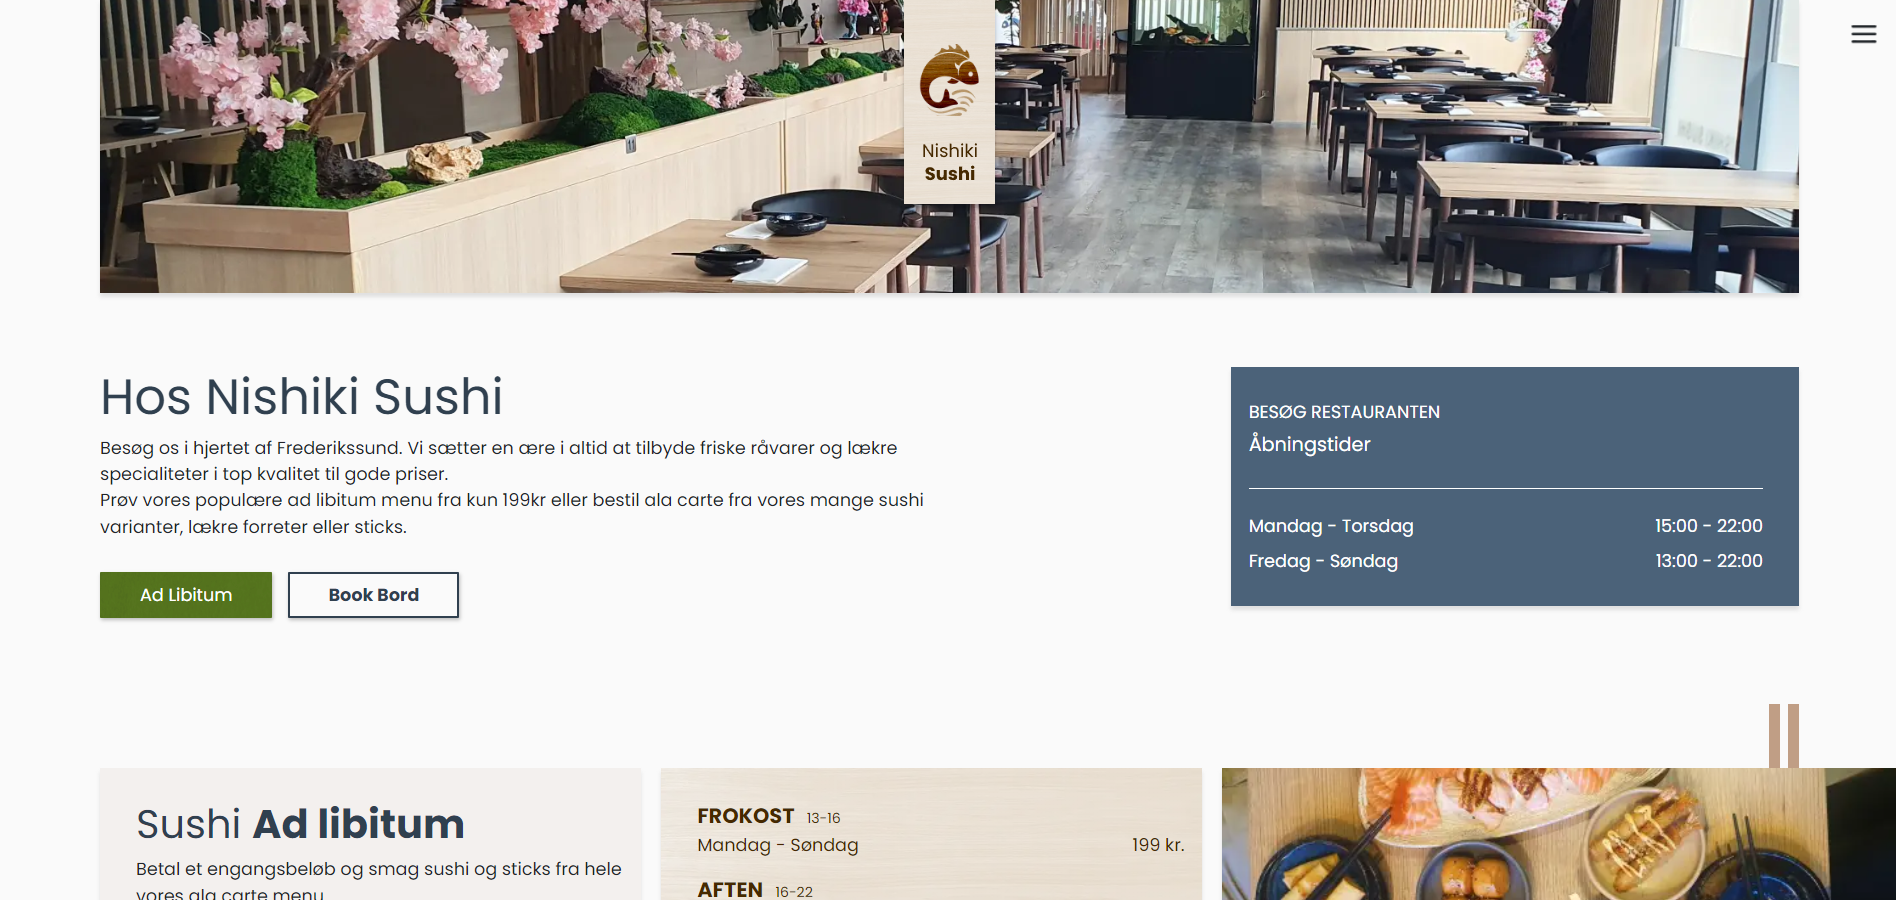 Nishiki
Sushi
Hos Nishiki Sushi
Besøg os i hjertet af Frederikssund. Vi sætter en ære i altid at tilbyde friske råvarer og lækre
specialiteter i top kvalitet til gode priser.
Prøv vores populære ad libitum menu fra kun 199kr eller bestil ala carte fra vores mange sushi
varianter, lækre forreter eller sticks.
Ad Libitum
Book Bord
BESØG RESTAURANTEN
Åbningstider
Mandag - Torsdag 15:00 - 22:00
Fredag - Søndag 13:00 - 22:00
Sushi Ad libitum
Betal et engangsbeløb og smag sushi og sticks fra hele
vores ala carte menu
FROKOST 13-16
Mandag - Søndag 199 kr.
AFTEN 16-22